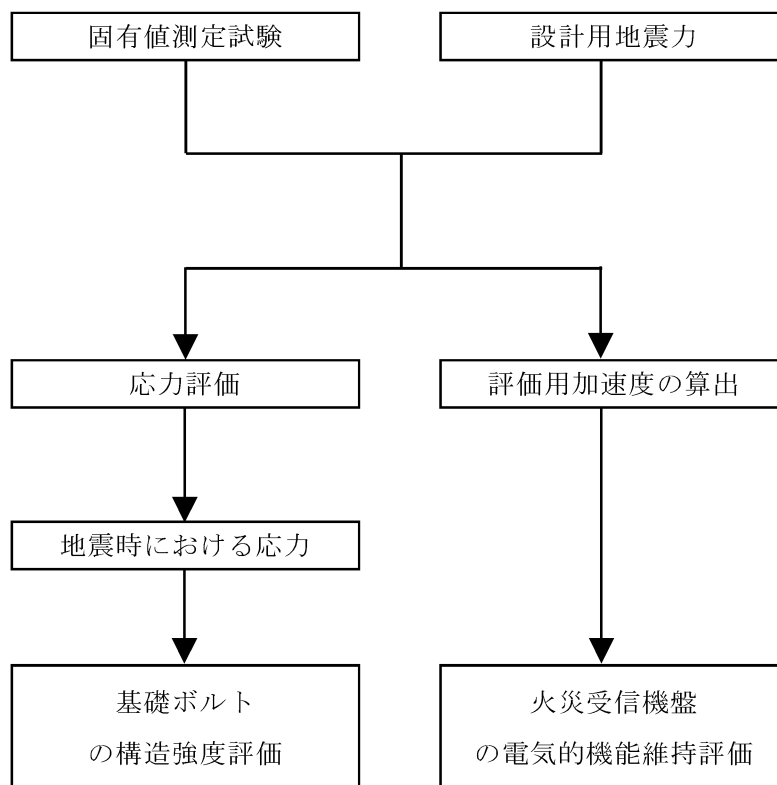 固有値測定試験
設計用地震力
応力評価
評価用加速度の算出
地震時における応力
基礎ボルト
の構造強度評価
火災受信機盤
の電気的機能維持評価